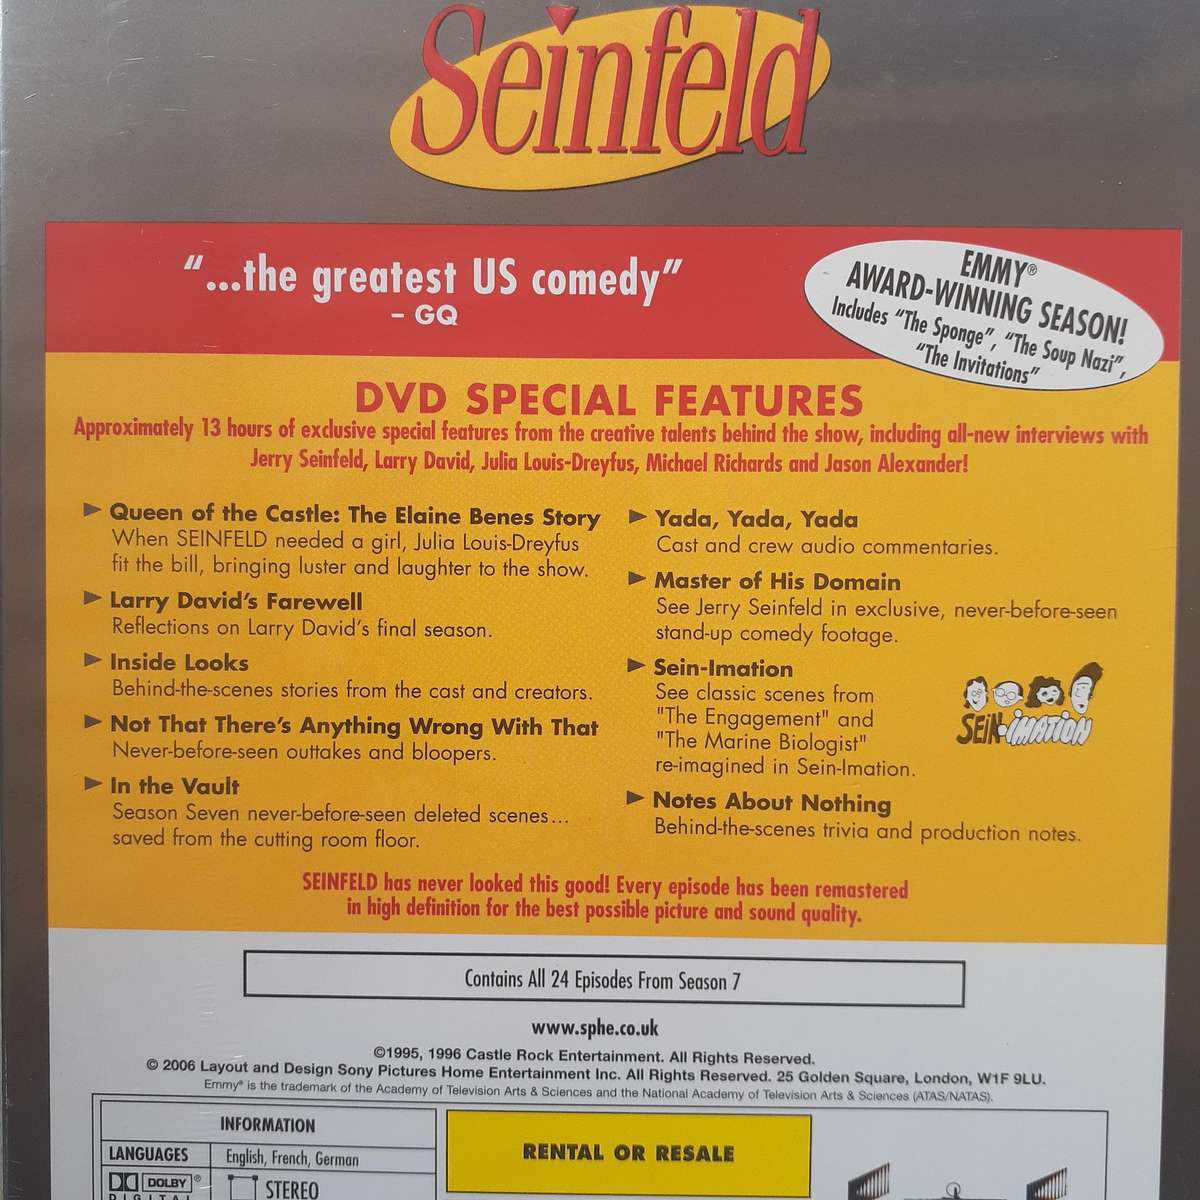 Seinfeld
"...the greatest US comedy"
– GQ
EMMY®
AWARD-WINNING SEASON!
Includes "The Sponge", "The Soup Nazi",
"The Invitations"
DVD SPECIAL FEATURES
Approximately 13 hours of exclusive special features from the creative talents behind the show, including all-new interviews with
Jerry Seinfeld, Larry David, Julia Louis-Dreyfus, Michael Richards and Jason Alexander!
Queen of the Castle: The Elaine Benes Story
When SEINFELD needed a girl, Julia Louis-Dreyfus
fit the bill, bringing luster and laughter to the show.
Larry David's Farewell
Reflections on Larry David's final season.
Inside Looks
Behind-the-scenes stories from the cast and creators.
Not That There's Anything Wrong With That
Never-before-seen outtakes and bloopers.
In the Vault
Season Seven never-before-seen deleted scenes...
saved from the cutting room floor.
Yada, Yada, Yada
Cast and crew audio commentaries.
Master of His Domain
See Jerry Seinfeld in exclusive, never-before-seen
stand-up comedy footage.
Sein-Imation
See classic scenes from
"The Engagement" and
"The Marine Biologist"
re-imagined in Sein-Imation.
SEIN-IMATION
Notes About Nothing
Behind-the-scenes trivia and production notes.
SEINFELD has never looked this good! Every episode has been remastered
in high definition for the best possible picture and sound quality.
Contains All 24 Episodes From Season 7
www.sphe.co.uk
©1995, 1996 Castle Rock Entertainment. All Rights Reserved.
© 2006 Layout and Design Sony Pictures Home Entertainment Inc. All Rights Reserved. 25 Golden Square, London, W1F 9LU.
Emmy® is the trademark of the Academy of Television Arts & Sciences and the National Academy of Television Arts & Sciences (ATAS/NATAS).
INFORMATION
LANGUAGES English, French, German
DOLBY®
DIGITAL
STEREO
RENTAL OR RESALE